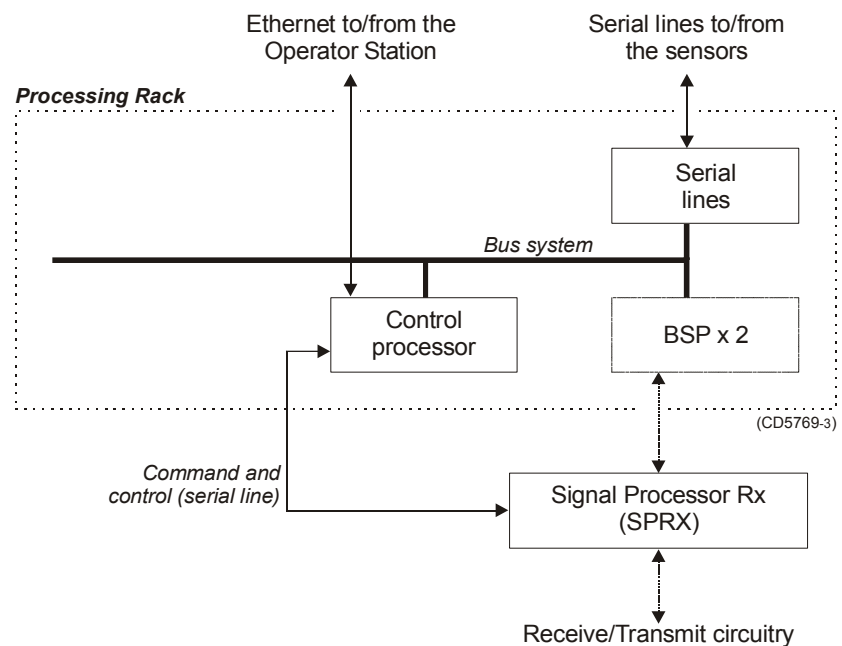 Ethernet to/from the
Operator Station
Serial lines to/from
the sensors
Processing Rack
Serial
lines
Bus system
Control
processor
BSP x 2
(CD5769-3)
Command and
control (serial line)
Signal Processor Rx
(SPRX)
Receive/Transmit circuitry